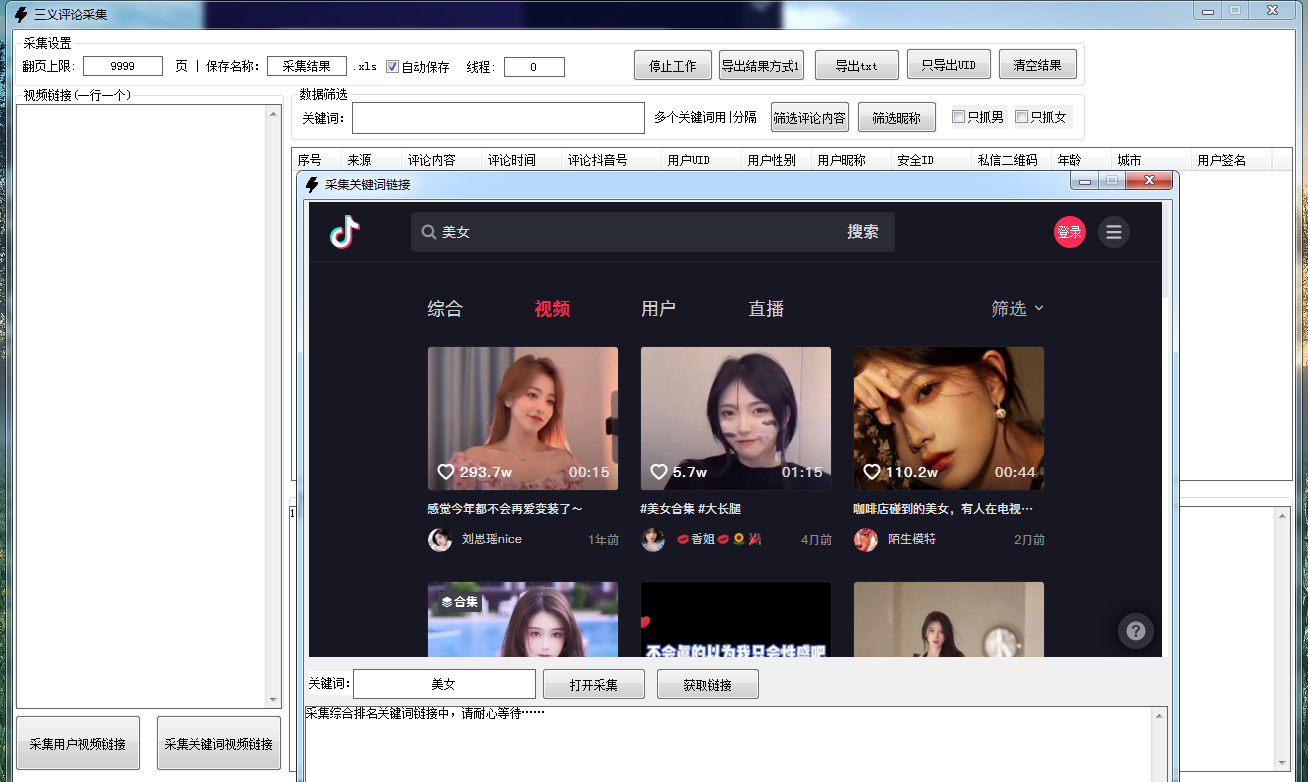 三义评论采集
采集设置
翻页上限: 9999 页 | 保存名称: 采集结果 .xls 自动保存 线程: 0 停止工作 导出结果方式1 导出txt 只导出UID 清空结果
视频链接(一行一个)
数据筛选
关键词: 多个关键词用|分隔 筛选评论内容 筛选昵称 只抓男 只抓女
序号 来源 评论内容 评论时间 评论抖音号 用户UID 用户性别 用户昵称 安全ID 私信二维码 年龄 城市 用户签名
采集关键词链接
美女 搜索 登录
综合 视频 用户 直播 筛选
293.7w 00:15
5.7w 01:15
110.2w 00:44
感觉今年都不会再爱变装了~
#美女合集 #大长腿
咖啡店碰到的美女，有人在电视…
刘思瑶nice 1年前
香姐 4月前
陌生模特 2月前
合集
不会真的以为我只会性感吧
关键词: 美女 打开采集 获取链接
采集综合排名关键词链接中，请耐心等待……
采集用户视频链接 采集关键词视频链接